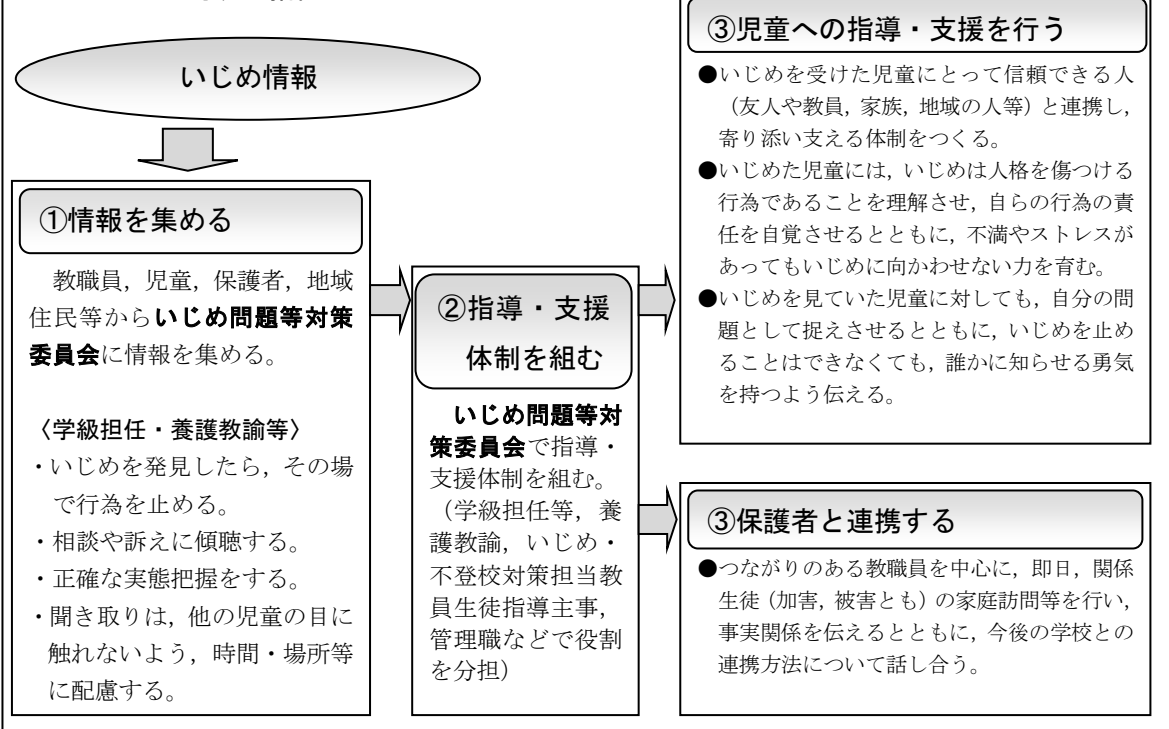 いじめ情報
①情報を集める
教職員，児童，保護者，地域
住民等からいじめ問題等対策
委員会に情報を集める。
〈学級担任・養護教諭等〉
・いじめを発見したら，その場
で行為を止める。
・相談や訴えに傾聴する。
・正確な実態把握をする。
・聞き取りは，他の児童の目に
触れないよう，時間・場所等
に配慮する。
②指導・支援
体制を組む
いじめ問題等対
策委員会で指導・
支援体制を組む。
（学級担任等，養
護教諭，いじめ・
不登校対策担当教
員生徒指導主事，
管理職などで役割
を分担）
③児童への指導・支援を行う
●いじめを受けた児童にとって信頼できる人
（友人や教員，家族，地域の人等）と連携し，
寄り添い支える体制をつくる。
●いじめた児童には，いじめは人格を傷つける
行為であることを理解させ，自らの行為の責
任を自覚させるとともに，不満やストレスが
あってもいじめに向かわせない力を育む。
●いじめを見ていた児童に対しても，自分の問
題として捉えさせるとともに，いじめを止め
ることはできなくても，誰かに知らせる勇気
を持つよう伝える。
③保護者と連携する
●つながりのある教職員を中心に，即日，関係
生徒（加害，被害とも）の家庭訪問等を行い，
事実関係を伝えるとともに，今後の学校との
連携方法について話し合う。